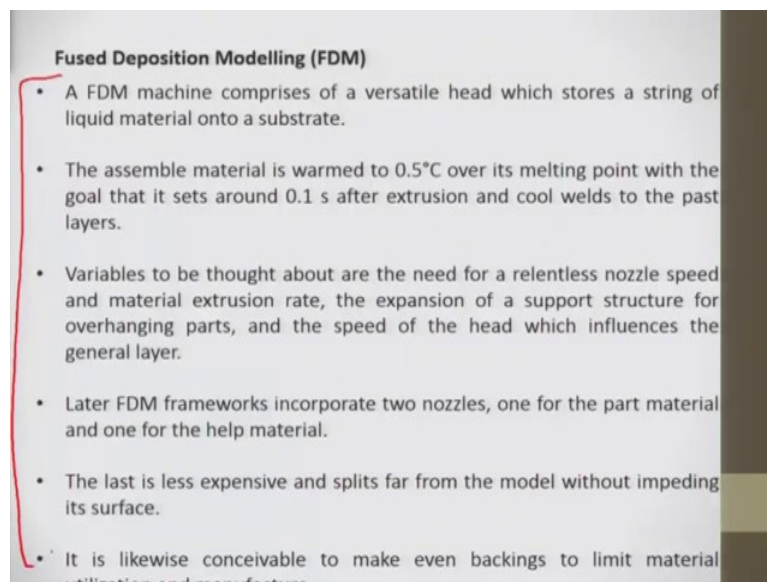 Fused Deposition Modelling (FDM)
• A FDM machine comprises of a versatile head which stores a string of
liquid material onto a substrate.
• The assemble material is warmed to 0.5°C over its melting point with the
goal that it sets around 0.1 s after extrusion and cool welds to the past
layers.
• Variables to be thought about are the need for a relentless nozzle speed
and material extrusion rate, the expansion of a support structure for
overhanging parts, and the speed of the head which influences the
general layer.
• Later FDM frameworks incorporate two nozzles, one for the part material
and one for the help material.
• The last is less expensive and splits far from the model without impeding
its surface.
• It is likewise conceivable to make even backings to limit material